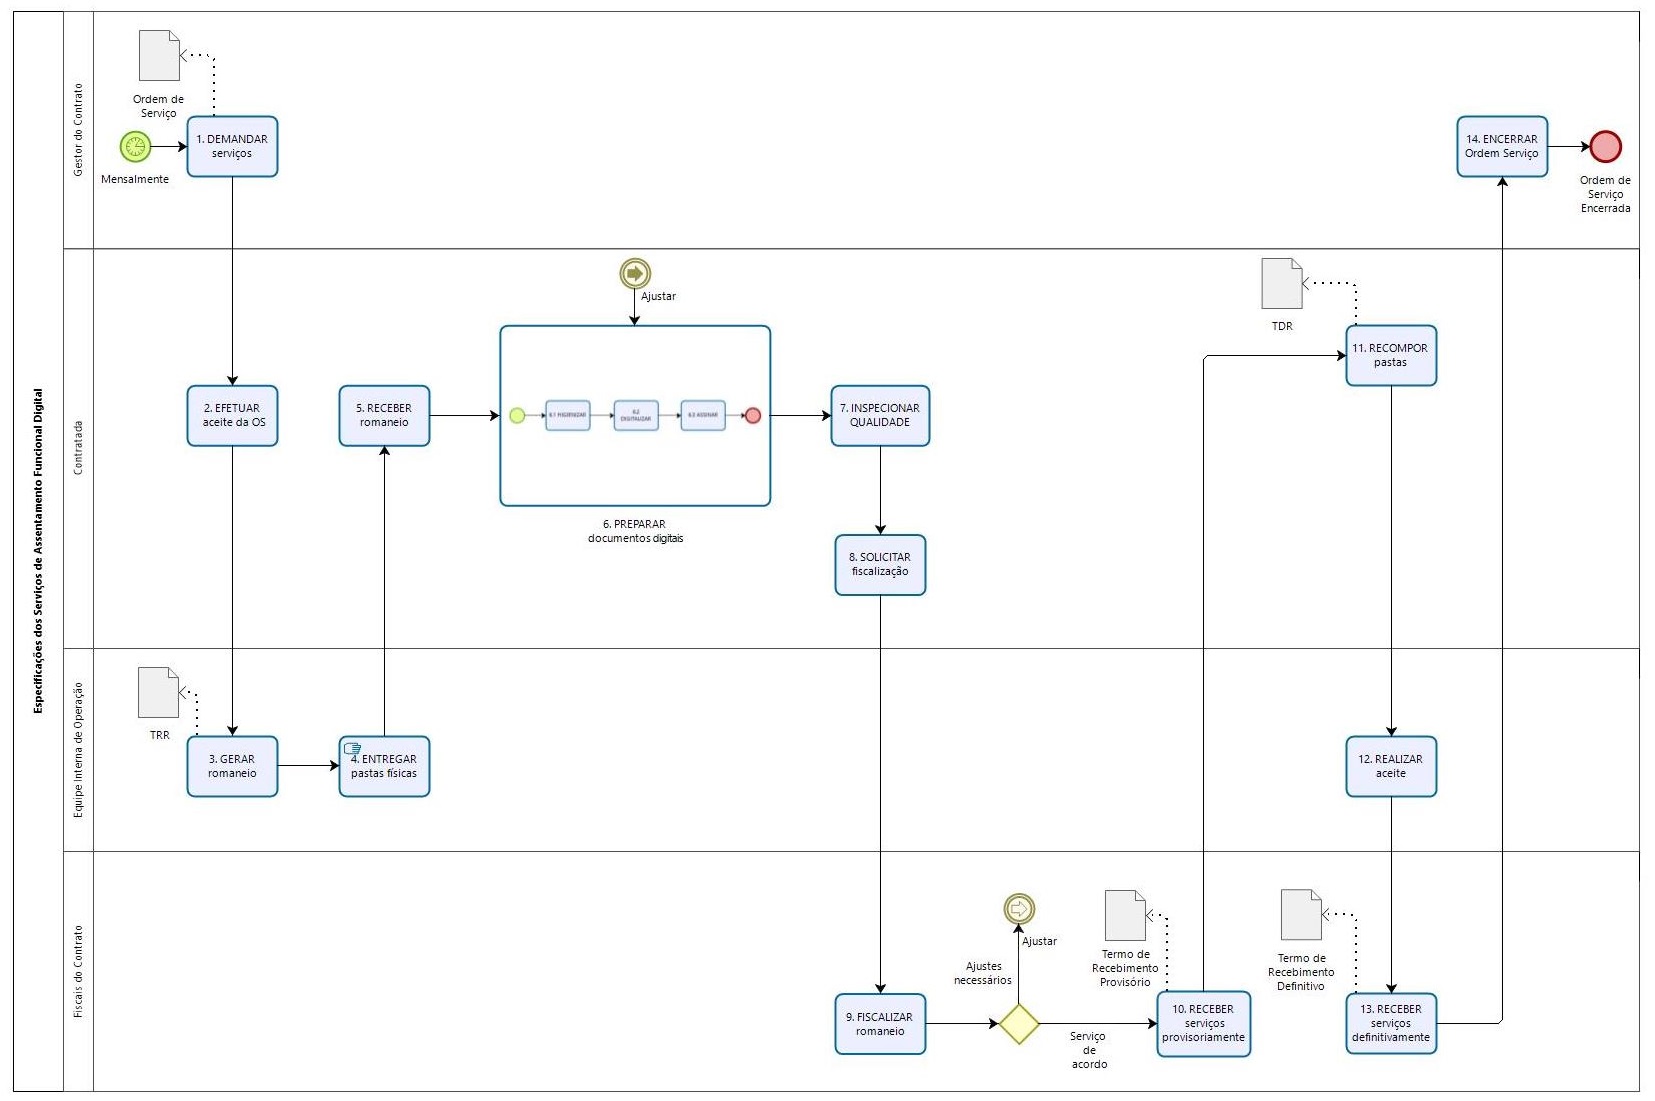 Especificações dos Serviços de Assentamento Funcional Digital
Gestor do Contrato
Ordem de
Serviço
Mensalmente
1. DEMANDAR
serviços
14. ENCERRAR
Ordem Serviço
Ordem de
Serviço
Encerrada
Contratada
Ajustar
TDR
2. EFETUAR
aceite da OS
5. RECEBER
romaneio
6.1 HIGIENIZAR
6.2
DIGITALIZAR
6.3 ASSINAR
6. PREPARAR
documentos digitais
7. INSPECIONAR
QUALIDADE
8. SOLICITAR
fiscalização
11. RECOMPOR
pastas
Equipe Interna de Operação
TRR
3. GERAR
romaneio
4. ENTREGAR
pastas físicas
12. REALIZAR
aceite
Fiscais do Contrato
9. FISCALIZAR
romaneio
Ajustes
necessários
Ajustar
Serviço
de
acordo
Termo de
Recebimento
Provisório
10. RECEBER
serviços
provisoriamente
Termo de
Recebimento
Definitivo
13. RECEBER
serviços
definitivamente